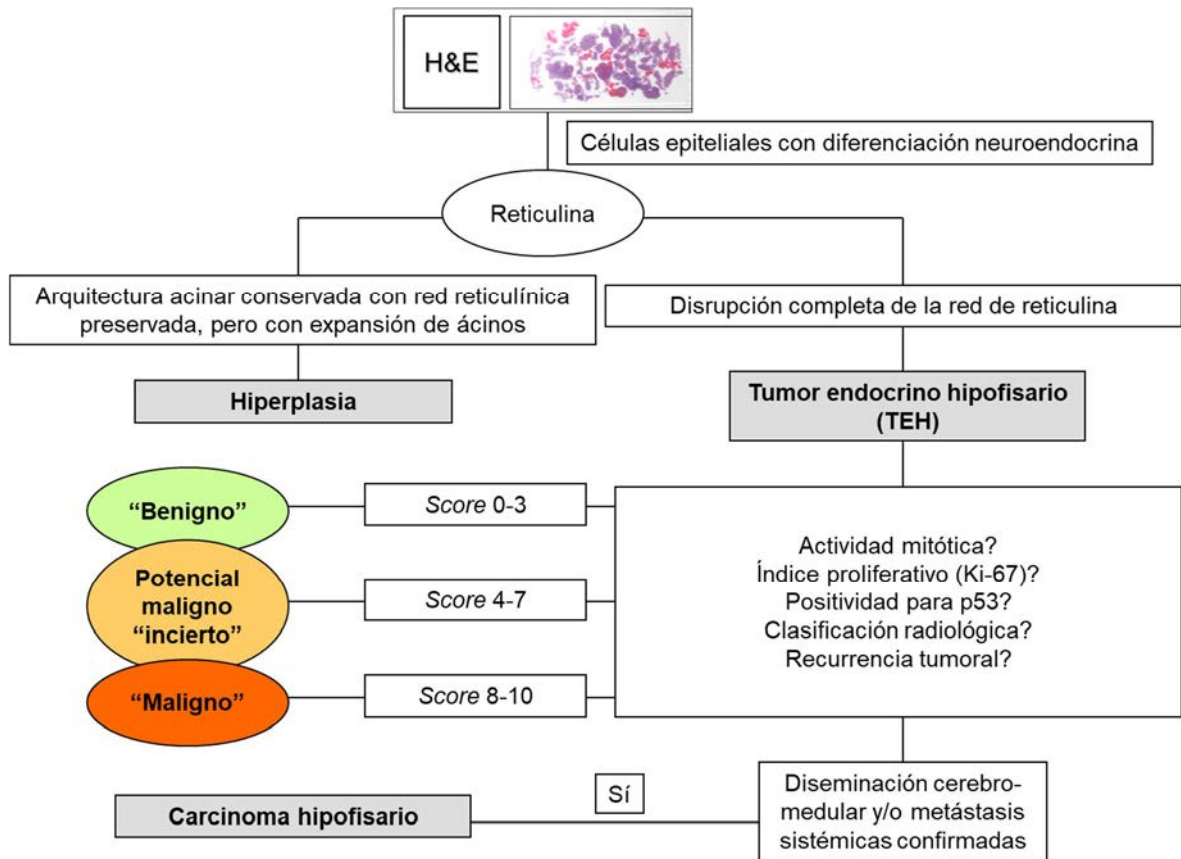 H&E
Células epiteliales con diferenciación neuroendocrina
Reticulina
Arquitectura acinar conservada con red reticulínica
preservada, pero con expansión de ácinos
Disrupción completa de la red de reticulina
Hiperplasia
Tumor endocrino hipofisario
(TEH)
“Benigno”
Score 0-3
Potencial
maligno
“incierto”
Score 4-7
“Maligno”
Score 8-10
Actividad mitótica?
Índice proliferativo (Ki-67)?
Positividad para p53?
Clasificación radiológica?
Recurrencia tumoral?
Carcinoma hipofisario
Sí
Diseminación cerebro-
medular y/o metástasis
sistémicas confirmadas